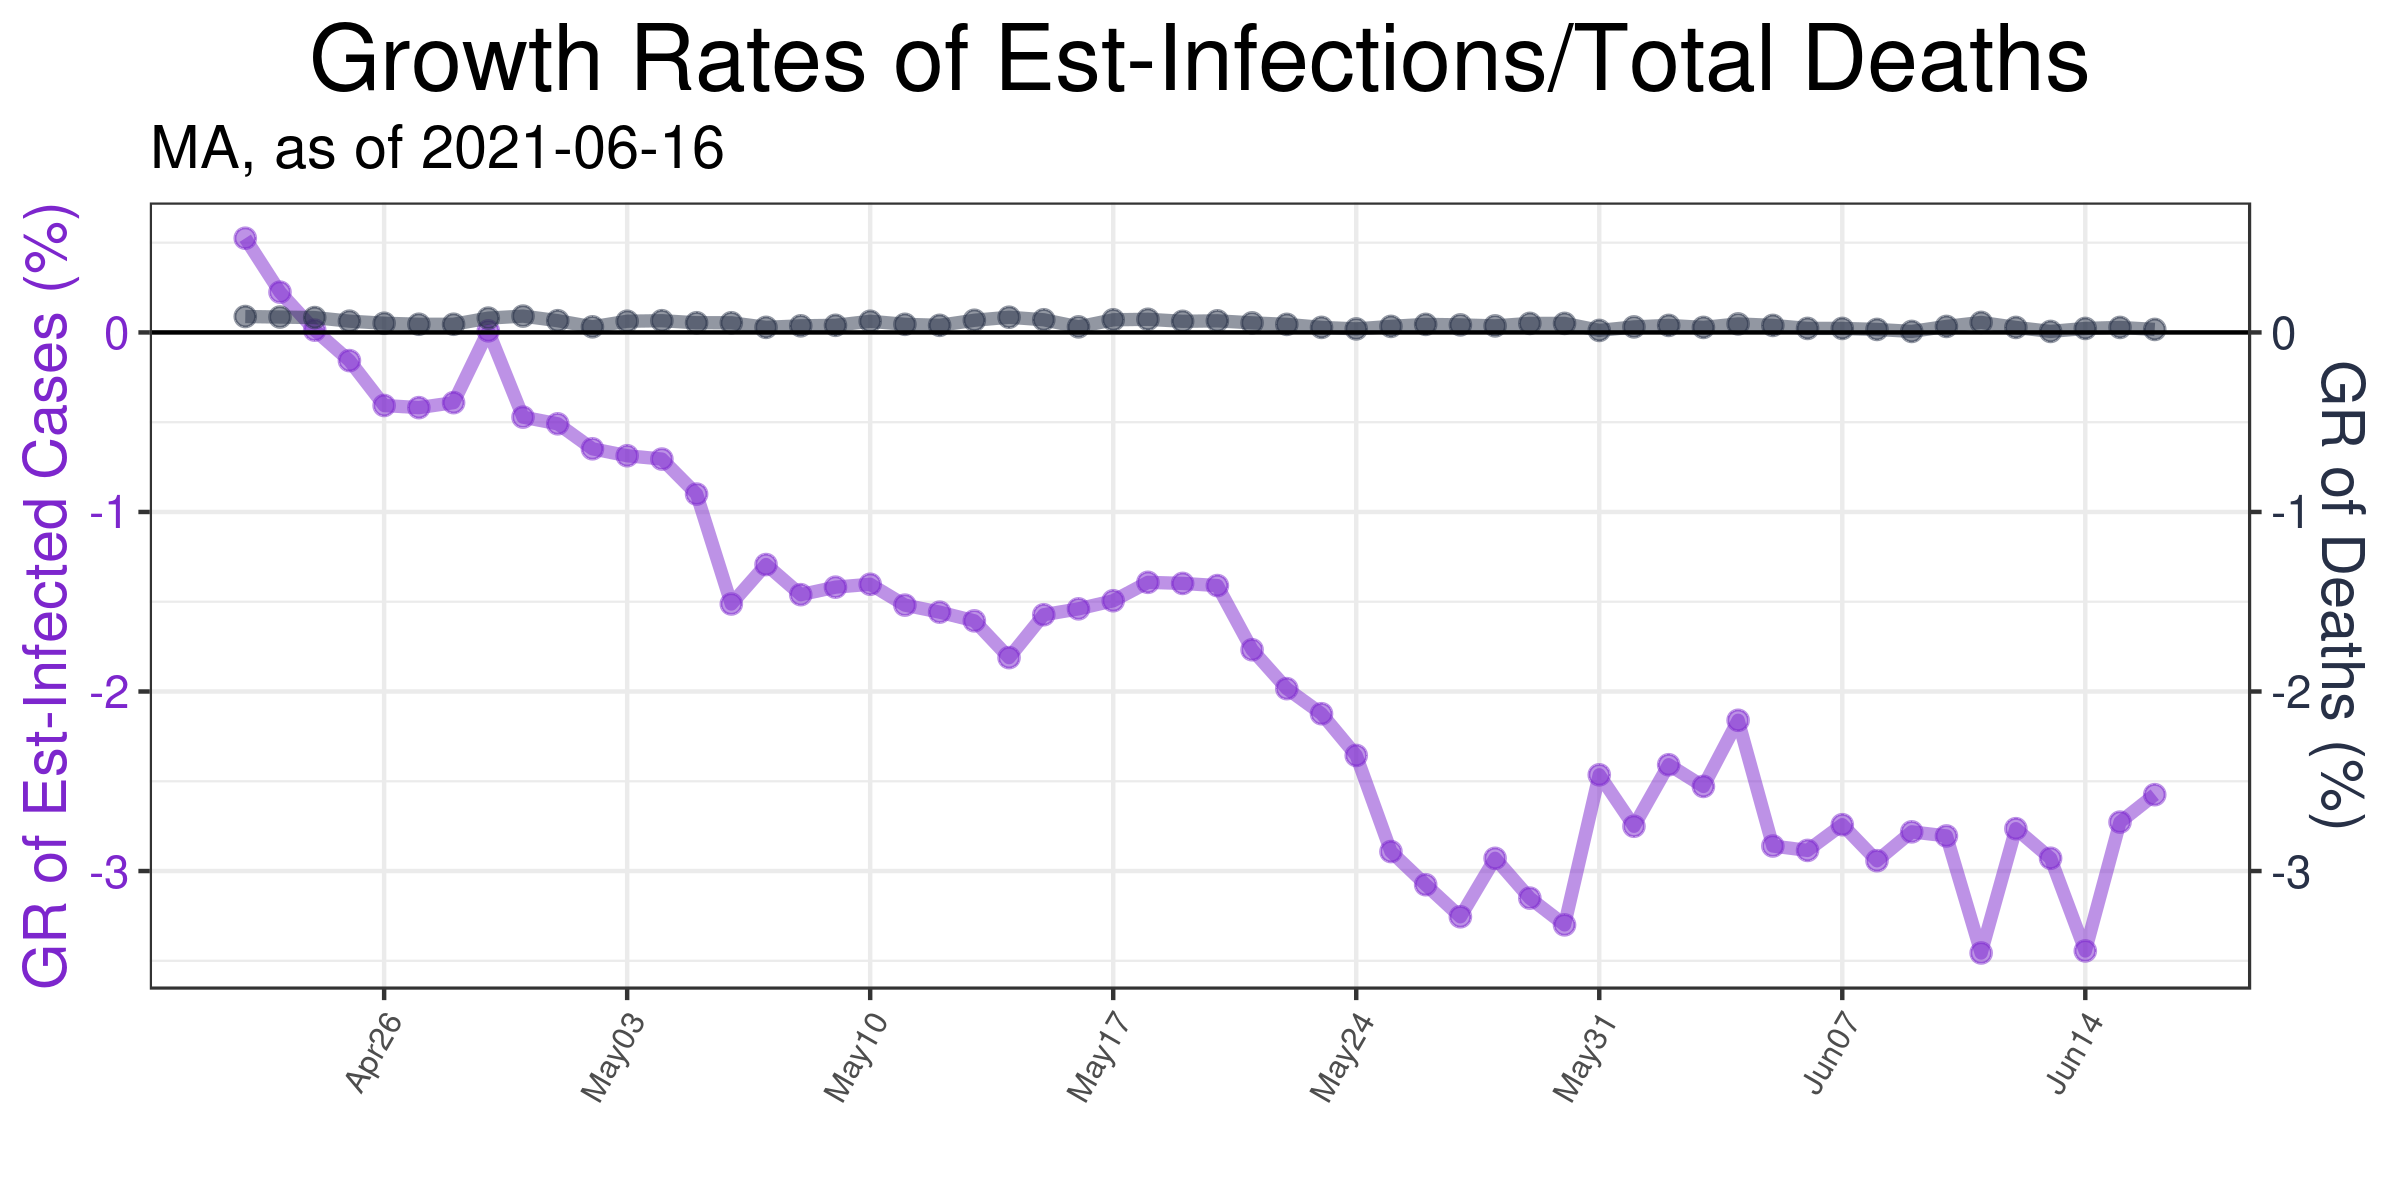 Growth Rates of Est-Infections/Total Deaths
MA, as of 2021-06-16
GR of Est-Infected Cases (%)
0
-1
-2
-3
0
-1
-2
-3
GR of Deaths (%)
Apr26
May03
May10
May17
May24
May31
Jun07
Jun14